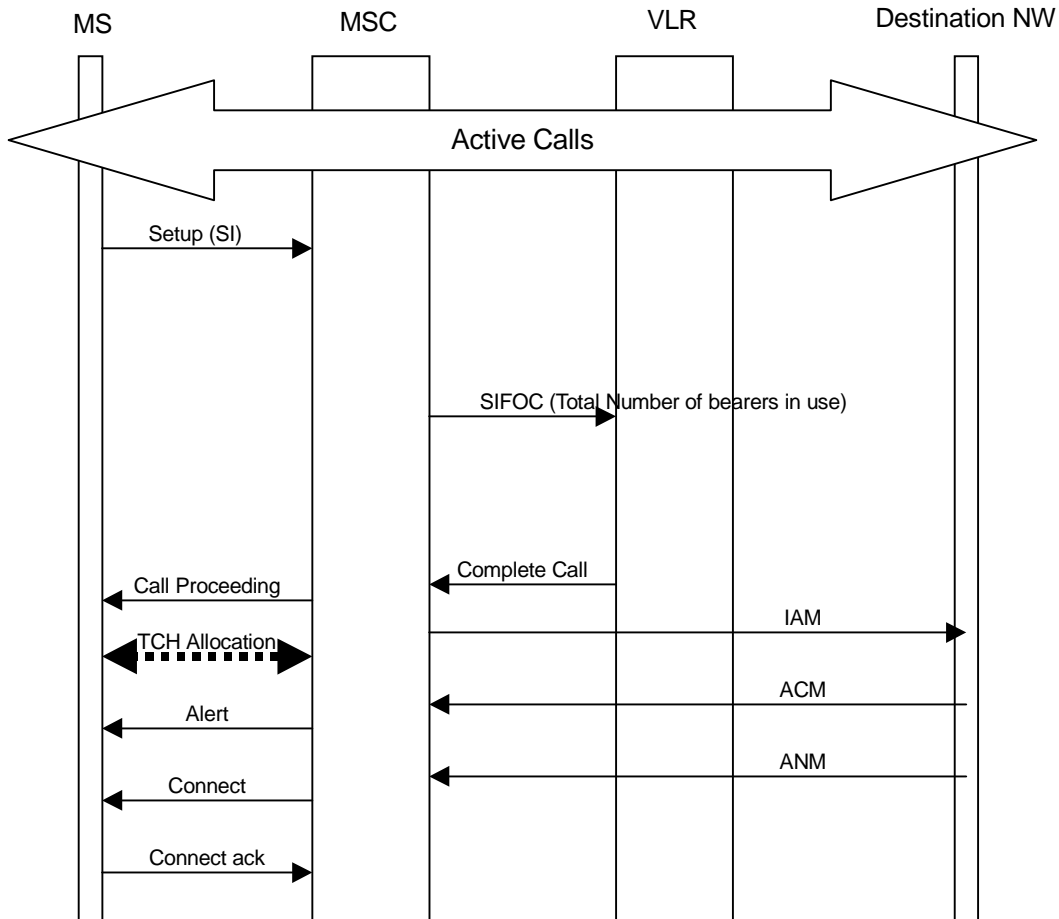 MS
MSC
VLR
Destination NW
Active Calls
Setup (SI)
SIFOC (Total Number of bearers in use)
Complete Call
Call Proceeding
IAM
TCH Allocation
ACM
Alert
ANM
Connect
Connect ack